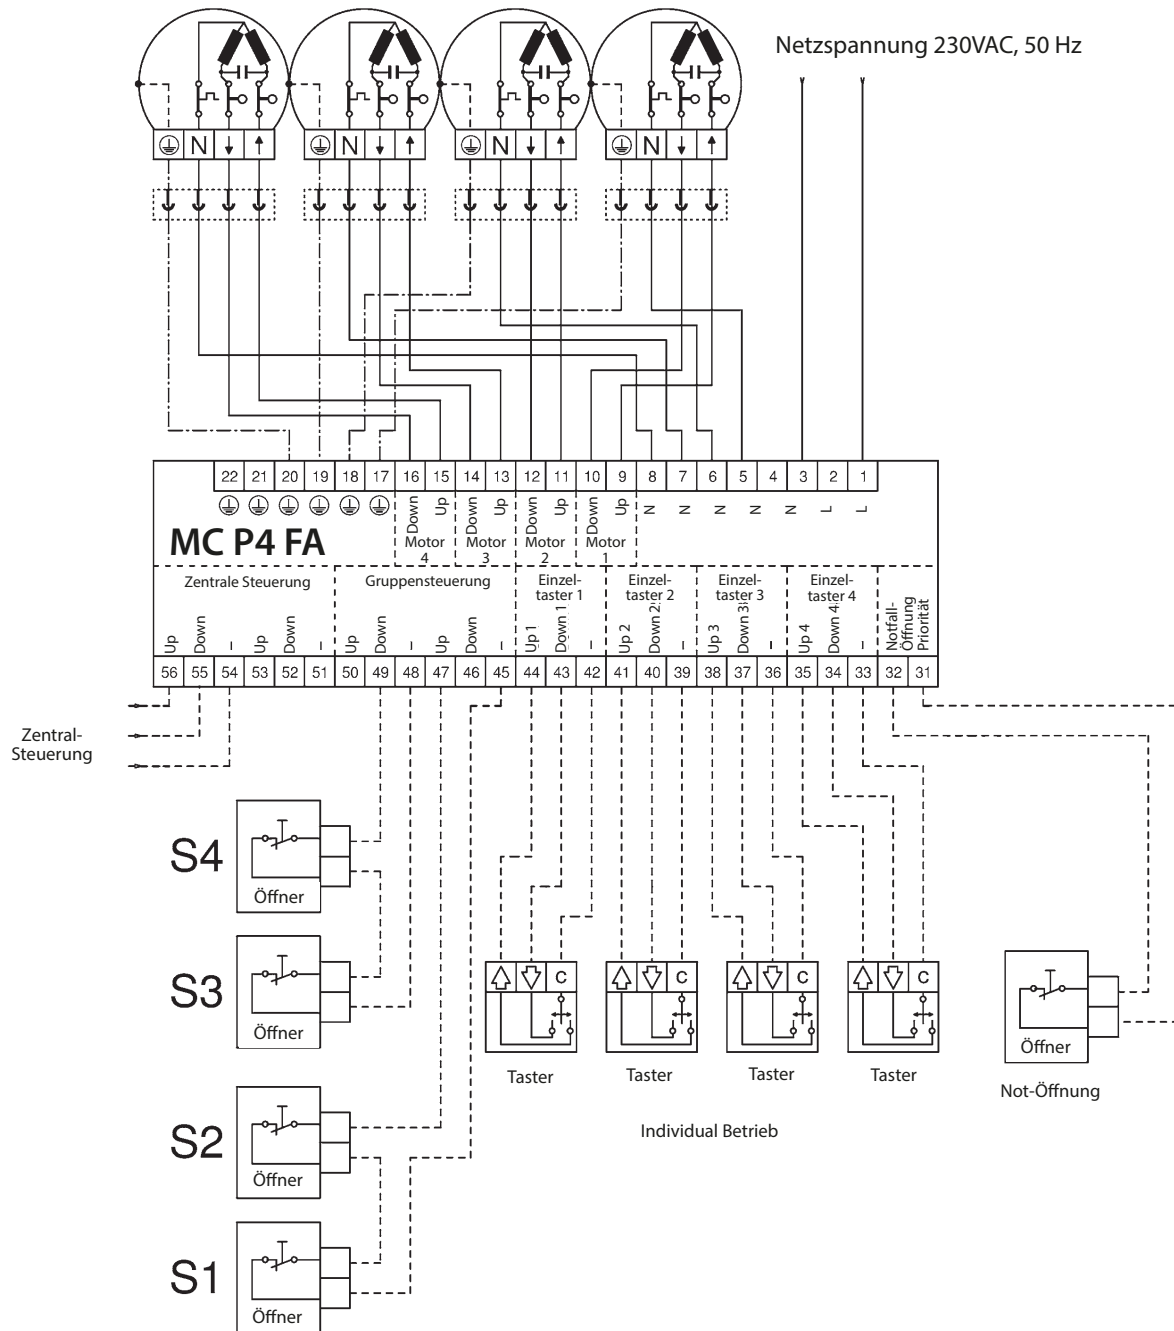 Netzspannung 230VAC, 50 Hz
N N N N
22 21 20 19 18 17 16 15 14 13 12 11 10 9 8 7 6 5 4 3 2 1
Down Up Down Up Down Up Down Up N N N N N N L L
Motor 4
Motor 3
Motor 2
Motor 1
MC P4 FA
Zentrale Steuerung
Gruppensteuerung
Einzel-
taster 1
Einzel-
taster 2
Einzel-
taster 3
Einzel-
taster 4
Notfall-
Öffnung
Priorität
Up Down – Up Down – Up Down – Up Down – Up 1 Down 1 – Up 2 Down 2 – Up 3 Down 3 – Up 4 Down 4 –
56 55 54 53 52 51 50 49 48 47 46 45 44 43 42 41 40 39 38 37 36 35 34 33 32 31
Zentral-
Steuerung
S4
Öffner
S3
Öffner
S2
Öffner
S1
Öffner
C
C
C
C
Taster
Taster
Taster
Taster
Individual Betrieb
Öffner
Not-Öffnung